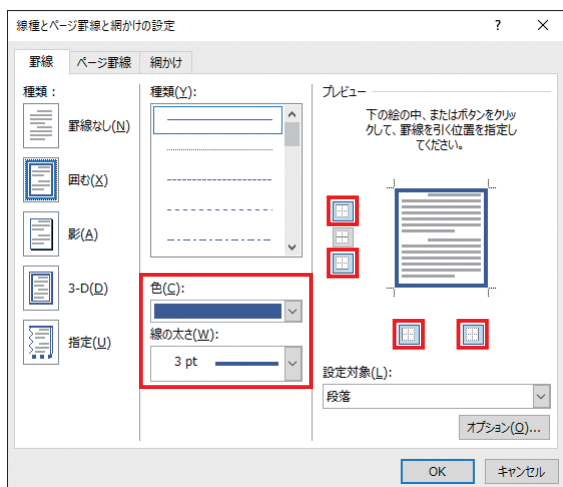 線種とページ罫線と網かけの設定
? ×
罫線 ページ罫線 網かけ
種類：
罫線なし(N)
囲む(X)
影(A)
3-D(D)
指定(U)
種類(Y):
色(C):
線の太さ(W):
3 pt
プレビュー
下の絵の中、またはボタンをクリッ
クして、罫線を引く位置を指定し
てください。
設定対象(L):
段落
オプション(O)...
OK キャンセル